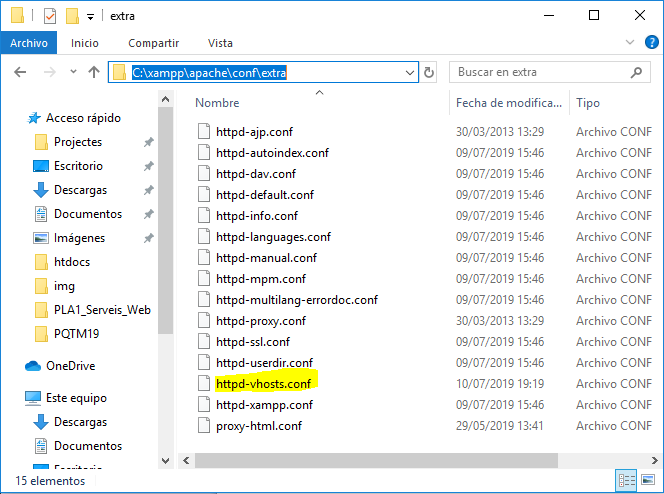 extra
Archivo Inicio Compartir Vista
C:\xampp\apache\conf\extra
Buscar en extra
Acceso rápido
Projectes
Escritorio
Descargas
Documentos
Imágenes
htdocs
img
PLA1_Serveis_Web
PQTM19
OneDrive
Este equipo
Descargas
Documentos
Escritorio
Nombre Fecha de modifica... Tipo
httpd-ajp.conf 30/03/2013 13:29 Archivo CONF
httpd-autoindex.conf 09/07/2019 15:46 Archivo CONF
httpd-dav.conf 09/07/2019 15:46 Archivo CONF
httpd-default.conf 09/07/2019 15:46 Archivo CONF
httpd-info.conf 09/07/2019 15:46 Archivo CONF
httpd-languages.conf 09/07/2019 15:46 Archivo CONF
httpd-manual.conf 09/07/2019 15:46 Archivo CONF
httpd-mpm.conf 09/07/2019 15:46 Archivo CONF
httpd-multilang-errordoc.conf 09/07/2019 15:46 Archivo CONF
httpd-proxy.conf 30/03/2013 13:29 Archivo CONF
httpd-ssl.conf 09/07/2019 15:46 Archivo CONF
httpd-userdir.conf 09/07/2019 15:46 Archivo CONF
httpd-vhosts.conf 10/07/2019 19:19 Archivo CONF
httpd-xampp.conf 09/07/2019 15:46 Archivo CONF
proxy-html.conf 29/05/2019 13:41 Archivo CONF
15 elementos